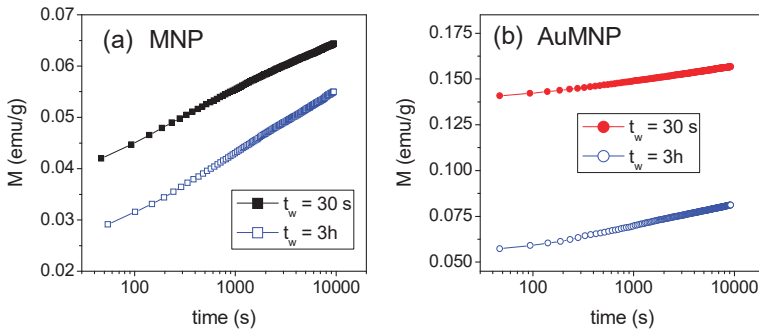 (a) MNP
M (emu/g)
0.07
0.06
0.05
0.04
0.03
0.02
t_w = 30 s
t_w = 3h
100 1000 10000
time (s)
(b) AuMNP
M (emu/g)
0.175
0.150
0.125
0.100
0.075
0.050
t_w = 30 s
t_w = 3h
100 1000 10000
time (s)